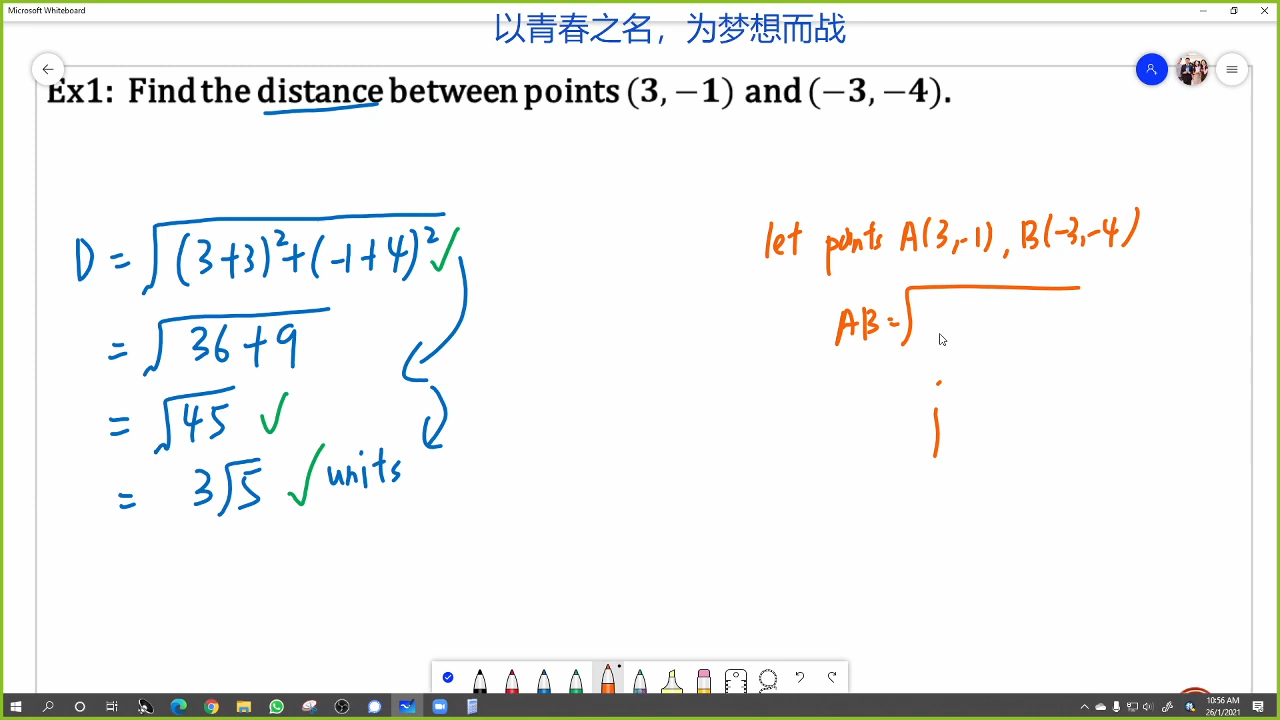 Microsoft Whiteboard
以青春之名，为梦想而战
Ex1: Find the distance between points (3, −1) and (−3, −4).
D = √((3+3)²+(-1+4)²) ✓
= √(36+9)
= √45 ✓
= 3√5 ✓ units
let points A(3,-1), B(-3,-4)
AB = √
10:56 AM
26/1/2021